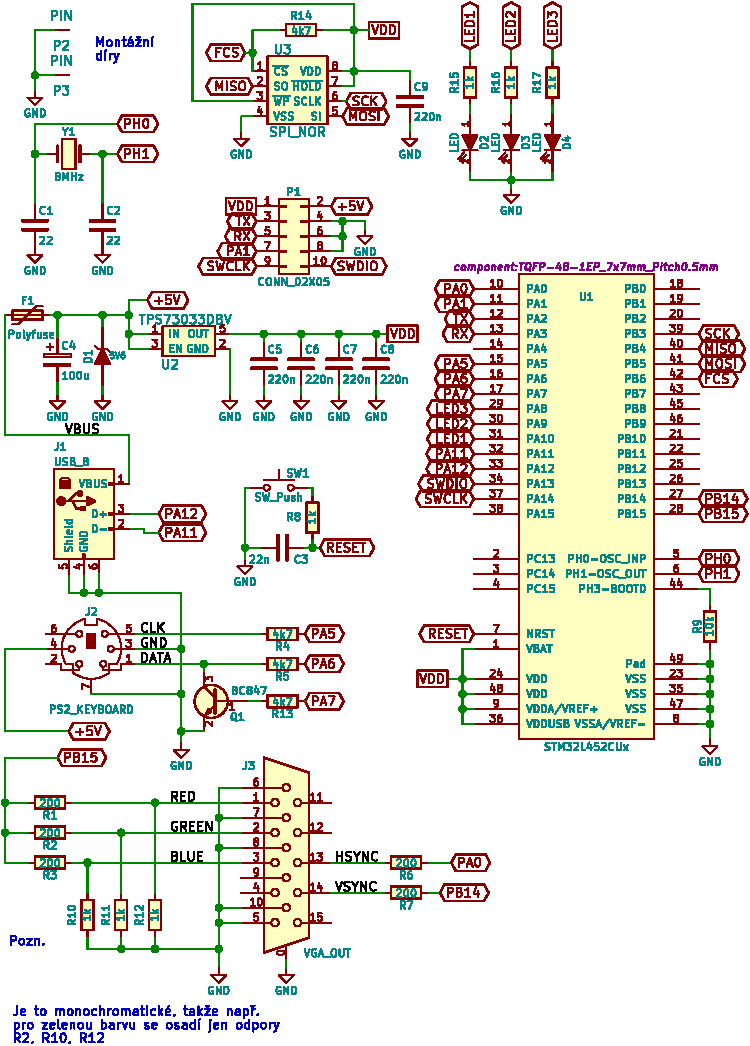 PIN
P2
PIN
P3
GND
Montážní
díry
R14
4k7
VDD
FCS
U3
1 CS VDD 8
MISO 2 SO HOLD 7
3 WP SCLK 6 SCK
4 VSS SI 5 MOSI
SPI_NOR
GND
C9
220n
GND
LED1 LED2 LED3
R15 1k R16 1k R17 1k
LED D2 LED D3 LED D4
GND
PH0
Y1
8MHz
PH1
C1
22
C2
22
GND GND
P1
VDD 1 2 +5V
TX 3 4
RX 5 6
PA1 7 8
SWCLK 9 10 SWDIO
CONN_02X05
GND
F1
Polyfuse
+5V
C4
100u
D1
3V6
GND GND
TPS73033DBV
1 IN OUT 5
3 EN GND 2
U2
GND
VDD
C5 C6 C7 C8
220n 220n 220n 220n
GND GND GND GND
VBUS
J1
USB_B
VBUS 1
D+ 3 PA12
D- 2 PA11
Shield
GND
5 4 6
SW1
SW_Push
R8
1k
22n C3
RESET
GND
J2
6 5 CLK
4 3 GND
2 1 DATA
7
PS2_KEYBOARD
+5V
4k7 PA5
R4
4k7 PA6
R5
4k7 PA7
R13
BC847
Q1
3
1
2
GND
component:TQFP-48-1EP_7x7mm_Pitch0.5mm
U1
PA0 10 PA0 PB0 18
PA1 11 PA1 PB1 19
TX 12 PA2 PB2 20
RX 13 PA3 PB3 39 SCK
14 PA4 PB4 40 MISO
PA5 15 PA5 PB5 41 MOSI
PA6 16 PA6 PB6 42 FCS
PA7 17 PA7 PB7 43
LED3 29 PA8 PB8 45
LED2 30 PA9 PB9 46
LED1 31 PA10 PB10 21
PA11 32 PA11 PB11 22
PA12 33 PA12 PB12 25
SWDIO 34 PA13 PB13 26
SWCLK 37 PA14 PB14 27 PB14
38 PA15 PB15 28 PB15
2 PC13 PH0-OSC_INP 5 PH0
3 PC14 PH1-OSC_OUT 6 PH1
4 PC15 PH3-BOOT0 44
RESET 7 NRST
1 VBAT
Pad 49
VDD 24 VDD VSS 23
48 VDD VSS 35
9 VDDA/VREF+ VSS 47
36 VDDUSB VSSA/VREF- 8
STM32L452CUx
R9
10k
GND
PB15
200
R1
200
R2
200
R3
RED
GREEN
BLUE
R10 1k R11 1k R12 1k
J3
6
1 11
7
2 12
8
3 13
9
4 14
10
5 15
0
VGA_OUT
HSYNC 200 PA0
R6
VSYNC 200 PB14
R7
GND GND
Pozn.
Je to monochromatické, takže např.
pro zelenou barvu se osadí jen odpory
R2, R10, R12